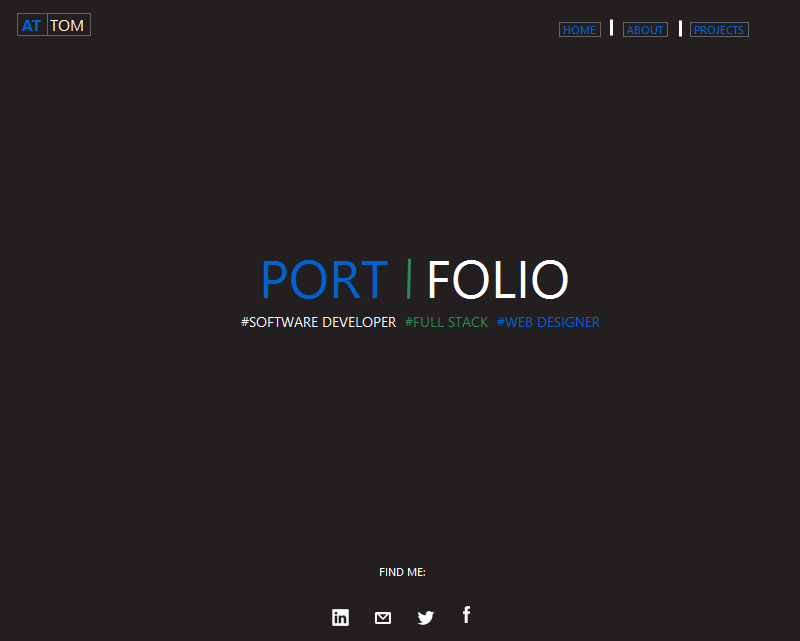 AT TOM
HOME | ABOUT | PROJECTS
PORT | FOLIO
#SOFTWARE DEVELOPER #FULL STACK #WEB DESIGNER
FIND ME: